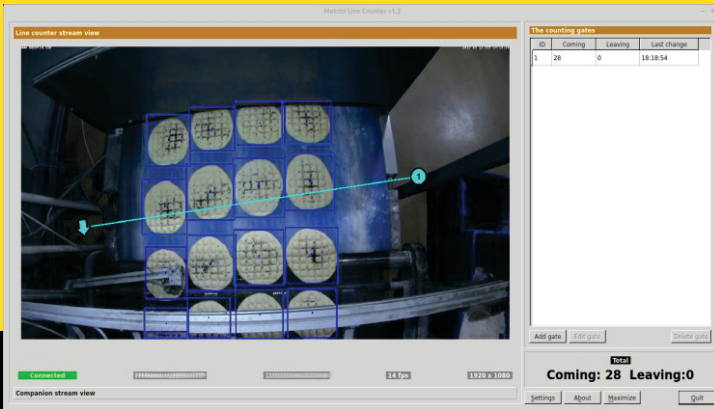 Metrici Line Counter v1.2
Line counter stream view
The counting gates
ID Coming Leaving Last change
1 28 0 18:18:54
1
Add gate Edit gate Delete gate
Total
Coming: 28 Leaving:0
Connected
14 fps
1920 x 1080
Companion stream view
Settings About Maximize Quit